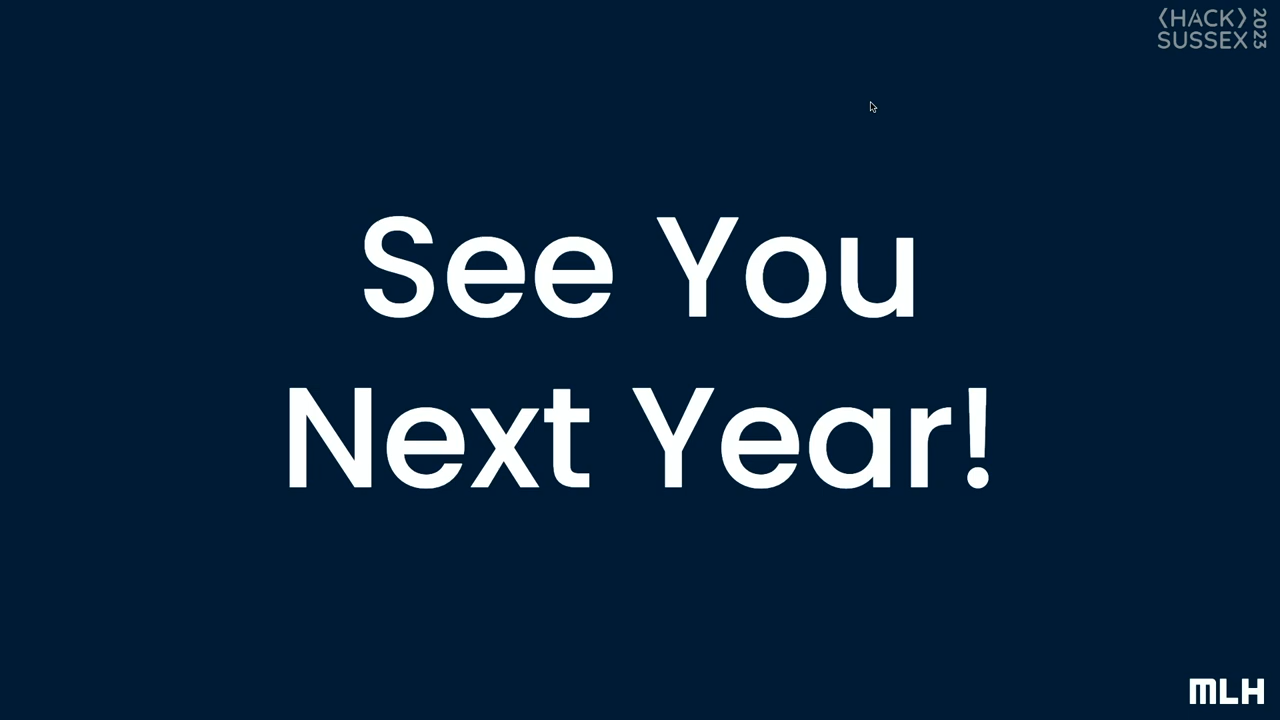 ⟨HACK⟩
SUSSEX
2023
See You
Next Year!
MLH